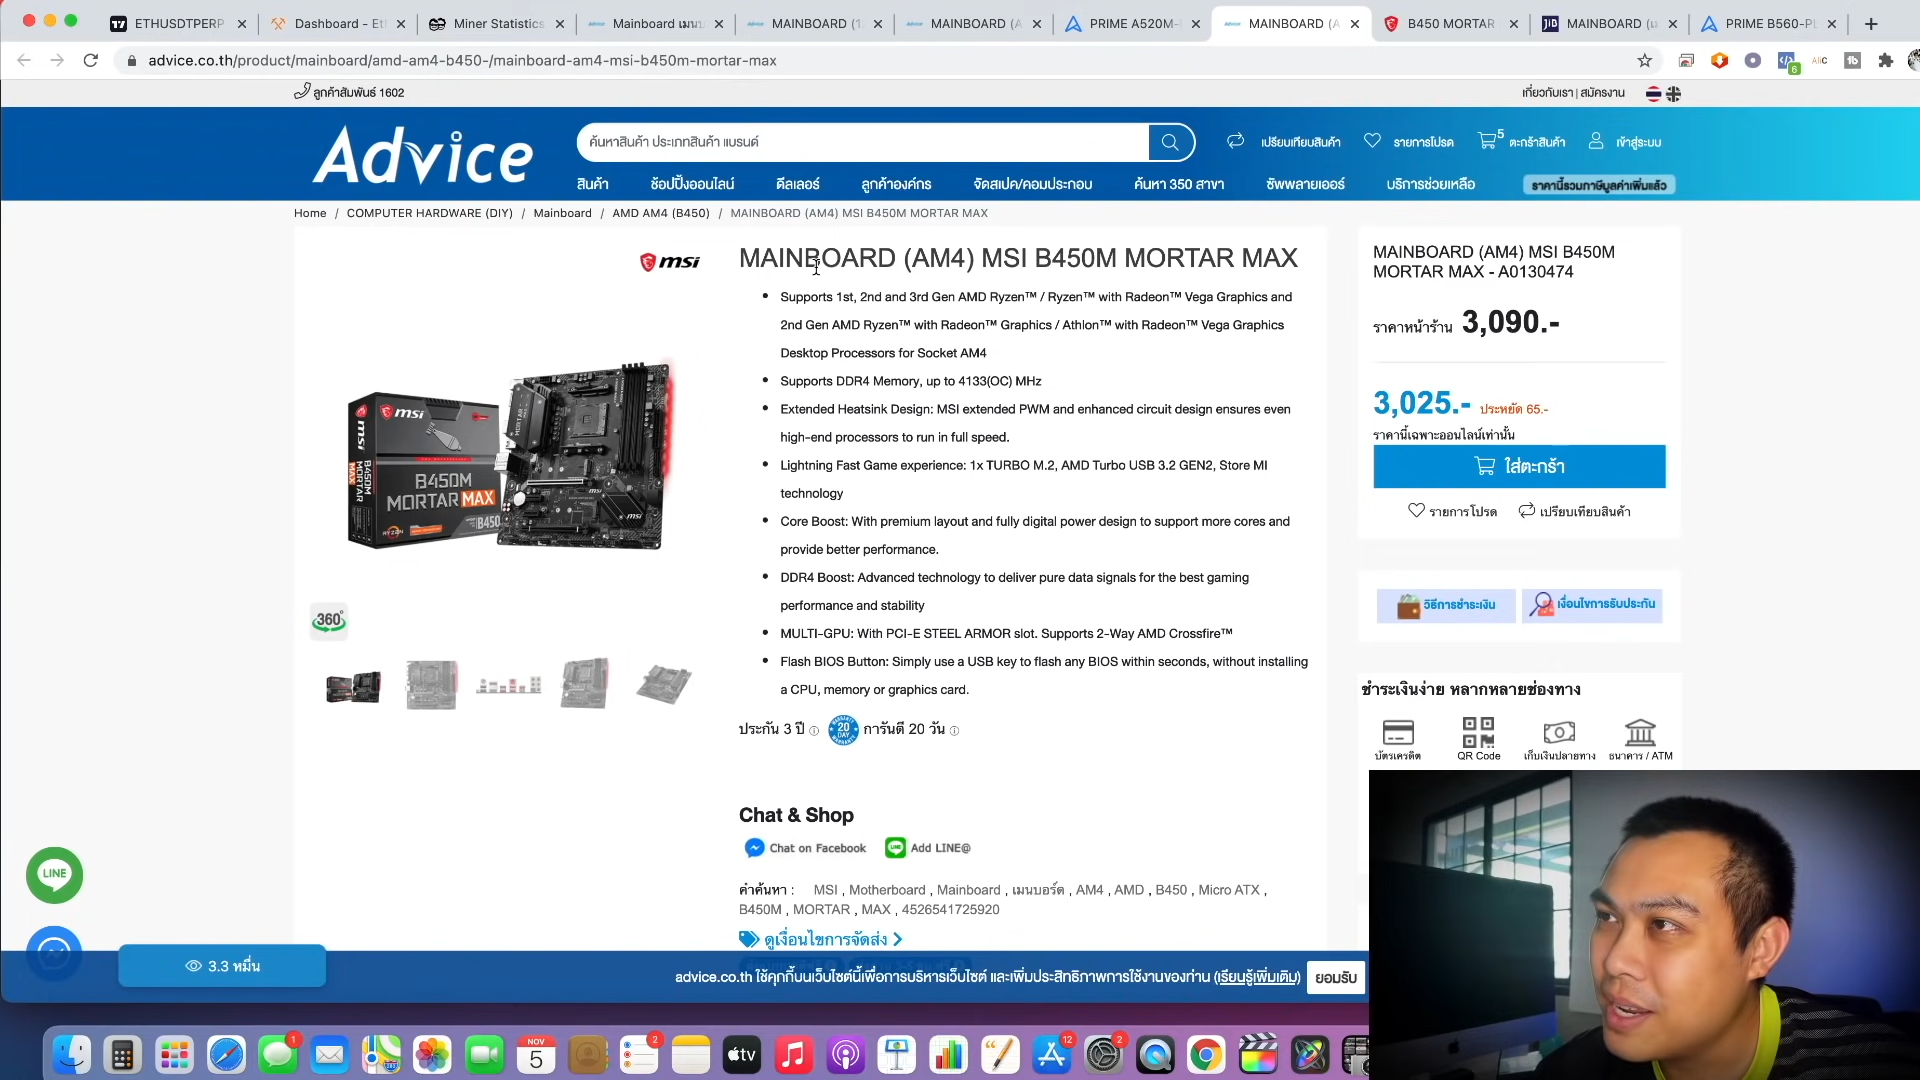 ETHUSDTPERP
Dashboard - Et
Miner Statistics
Mainboard เมนบ
MAINBOARD (1
MAINBOARD (A
PRIME A520M-
MAINBOARD (A
B450 MORTAR
MAINBOARD (เ
PRIME B560-PL
advice.co.th/product/mainboard/amd-am4-b450-/mainboard-am4-msi-b450m-mortar-max
ลูกค้าสัมพันธ์ 1602
เกี่ยวกับเรา | สมัครงาน
Advice
ค้นหาสินค้า ประเภทสินค้า แบรนด์
เปรียบเทียบสินค้า
รายการโปรด
5 ตะกร้าสินค้า
เข้าสู่ระบบ
สินค้า
ช้อปปิ้งออนไลน์
ดีลเลอร์
ลูกค้าองค์กร
จัดสเปค/คอมประกอบ
ค้นหา 350 สาขา
ซัพพลายเออร์
บริการช่วยเหลือ
ราคานี้รวมภาษีมูลค่าเพิ่มแล้ว
Home / COMPUTER HARDWARE (DIY) / Mainboard / AMD AM4 (B450) / MAINBOARD (AM4) MSI B450M MORTAR MAX
msi
MAINBOARD (AM4) MSI B450M MORTAR MAX
• Supports 1st, 2nd and 3rd Gen AMD Ryzen™ / Ryzen™ with Radeon™ Vega Graphics and
2nd Gen AMD Ryzen™ with Radeon™ Graphics / Athlon™ with Radeon™ Vega Graphics
Desktop Processors for Socket AM4
• Supports DDR4 Memory, up to 4133(OC) MHz
• Extended Heatsink Design: MSI extended PWM and enhanced circuit design ensures even
high-end processors to run in full speed.
• Lightning Fast Game experience: 1x TURBO M.2, AMD Turbo USB 3.2 GEN2, Store MI
technology
• Core Boost: With premium layout and fully digital power design to support more cores and
provide better performance.
• DDR4 Boost: Advanced technology to deliver pure data signals for the best gaming
performance and stability
• MULTI-GPU: With PCI-E STEEL ARMOR slot. Supports 2-Way AMD Crossfire™
• Flash BIOS Button: Simply use a USB key to flash any BIOS within seconds, without installing
a CPU, memory or graphics card.
ประกัน 3 ปี
20 DAY
การันตี 20 วัน
msi
B450M
MORTAR MAX
RYZEN
B450
360°
MAINBOARD (AM4) MSI B450M
MORTAR MAX - A0130474
ราคาหน้าร้าน 3,090.-
3,025.- ประหยัด 65.-
ราคานี้เฉพาะออนไลน์เท่านั้น
ใส่ตะกร้า
รายการโปรด
เปรียบเทียบสินค้า
วิธีการชำระเงิน
เงื่อนไขการรับประกัน
ชำระเงินง่าย หลากหลายช่องทาง
บัตรเครดิต
QR Code
เก็บเงินปลายทาง
ธนาคาร / ATM
Chat & Shop
Chat on Facebook
Add LINE@
คำค้นหา : MSI , Motherboard , Mainboard , เมนบอร์ด , AM4 , AMD , B450 , Micro ATX ,
B450M , MORTAR , MAX , 4526541725920
ดูเงื่อนไขการจัดส่ง
LINE
3.3 หมื่น
advice.co.th ใช้คุกกี้บนเว็บไซต์นี้เพื่อการบริหารเว็บไซต์ และเพิ่มประสิทธิภาพการใช้งานของท่าน (เรียนรู้เพิ่มเติม)
ยอมรับ
1
NOV
5
2
tv
12
2